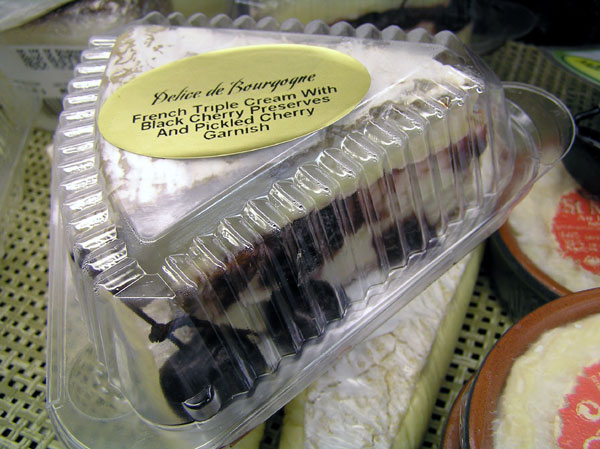 Delice de Bourgogne
French Triple Cream With
Black Cherry Preserves
And Pickled Cherry
Garnish